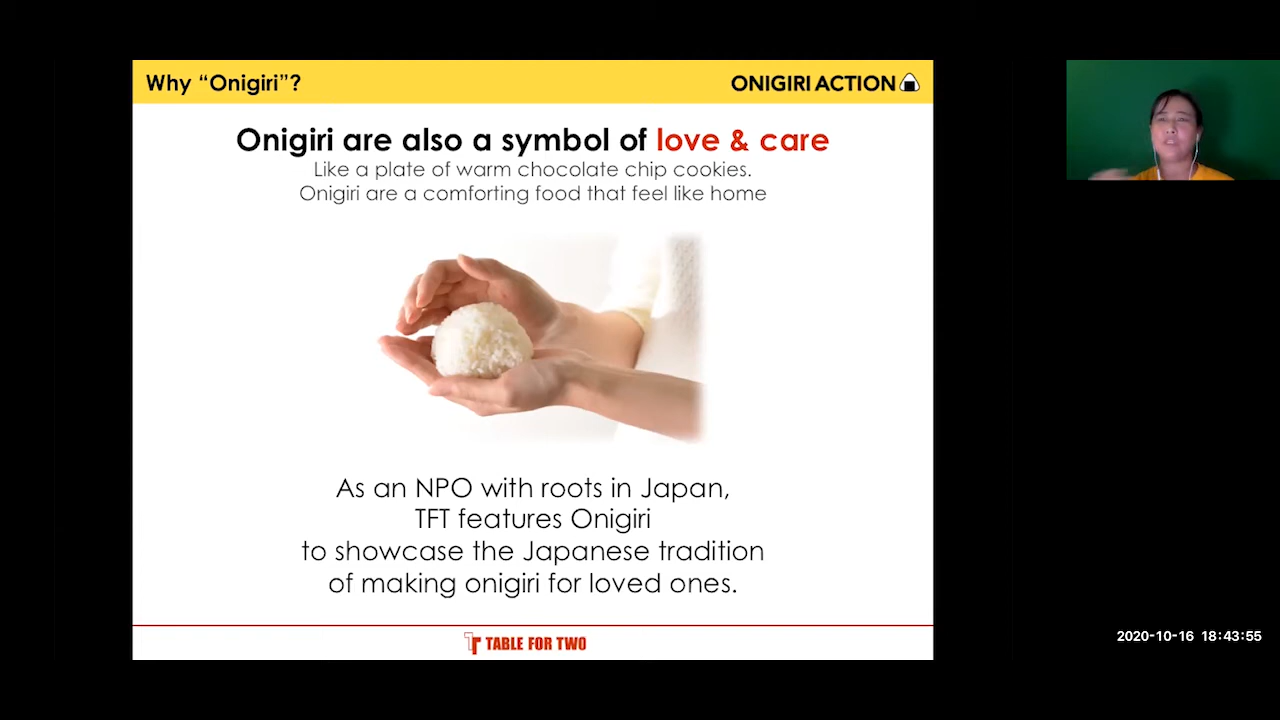 Why “Onigiri”?
ONIGIRI ACTION
Onigiri are also a symbol of love & care
Like a plate of warm chocolate chip cookies.
Onigiri are a comforting food that feel like home
As an NPO with roots in Japan,
TFT features Onigiri
to showcase the Japanese tradition
of making onigiri for loved ones.
TABLE FOR TWO
2020-10-16 18:43:55